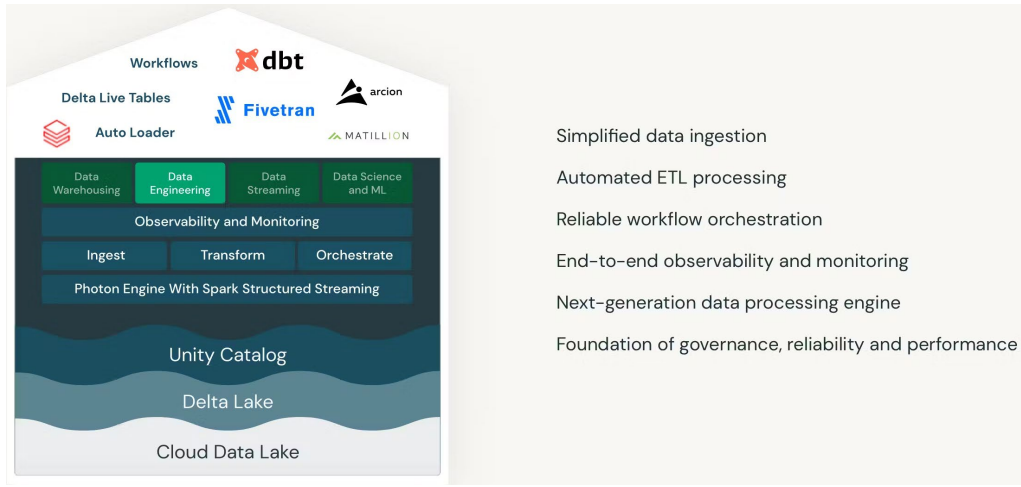 Workflows
dbt
Delta Live Tables
Fivetran
arcion
Auto Loader
MATILLION
Data Warehousing
Data Engineering
Data Streaming
Data Science and ML
Observability and Monitoring
Ingest
Transform
Orchestrate
Photon Engine With Spark Structured Streaming
Unity Catalog
Delta Lake
Cloud Data Lake
Simplified data ingestion
Automated ETL processing
Reliable workflow orchestration
End-to-end observability and monitoring
Next-generation data processing engine
Foundation of governance, reliability and performance